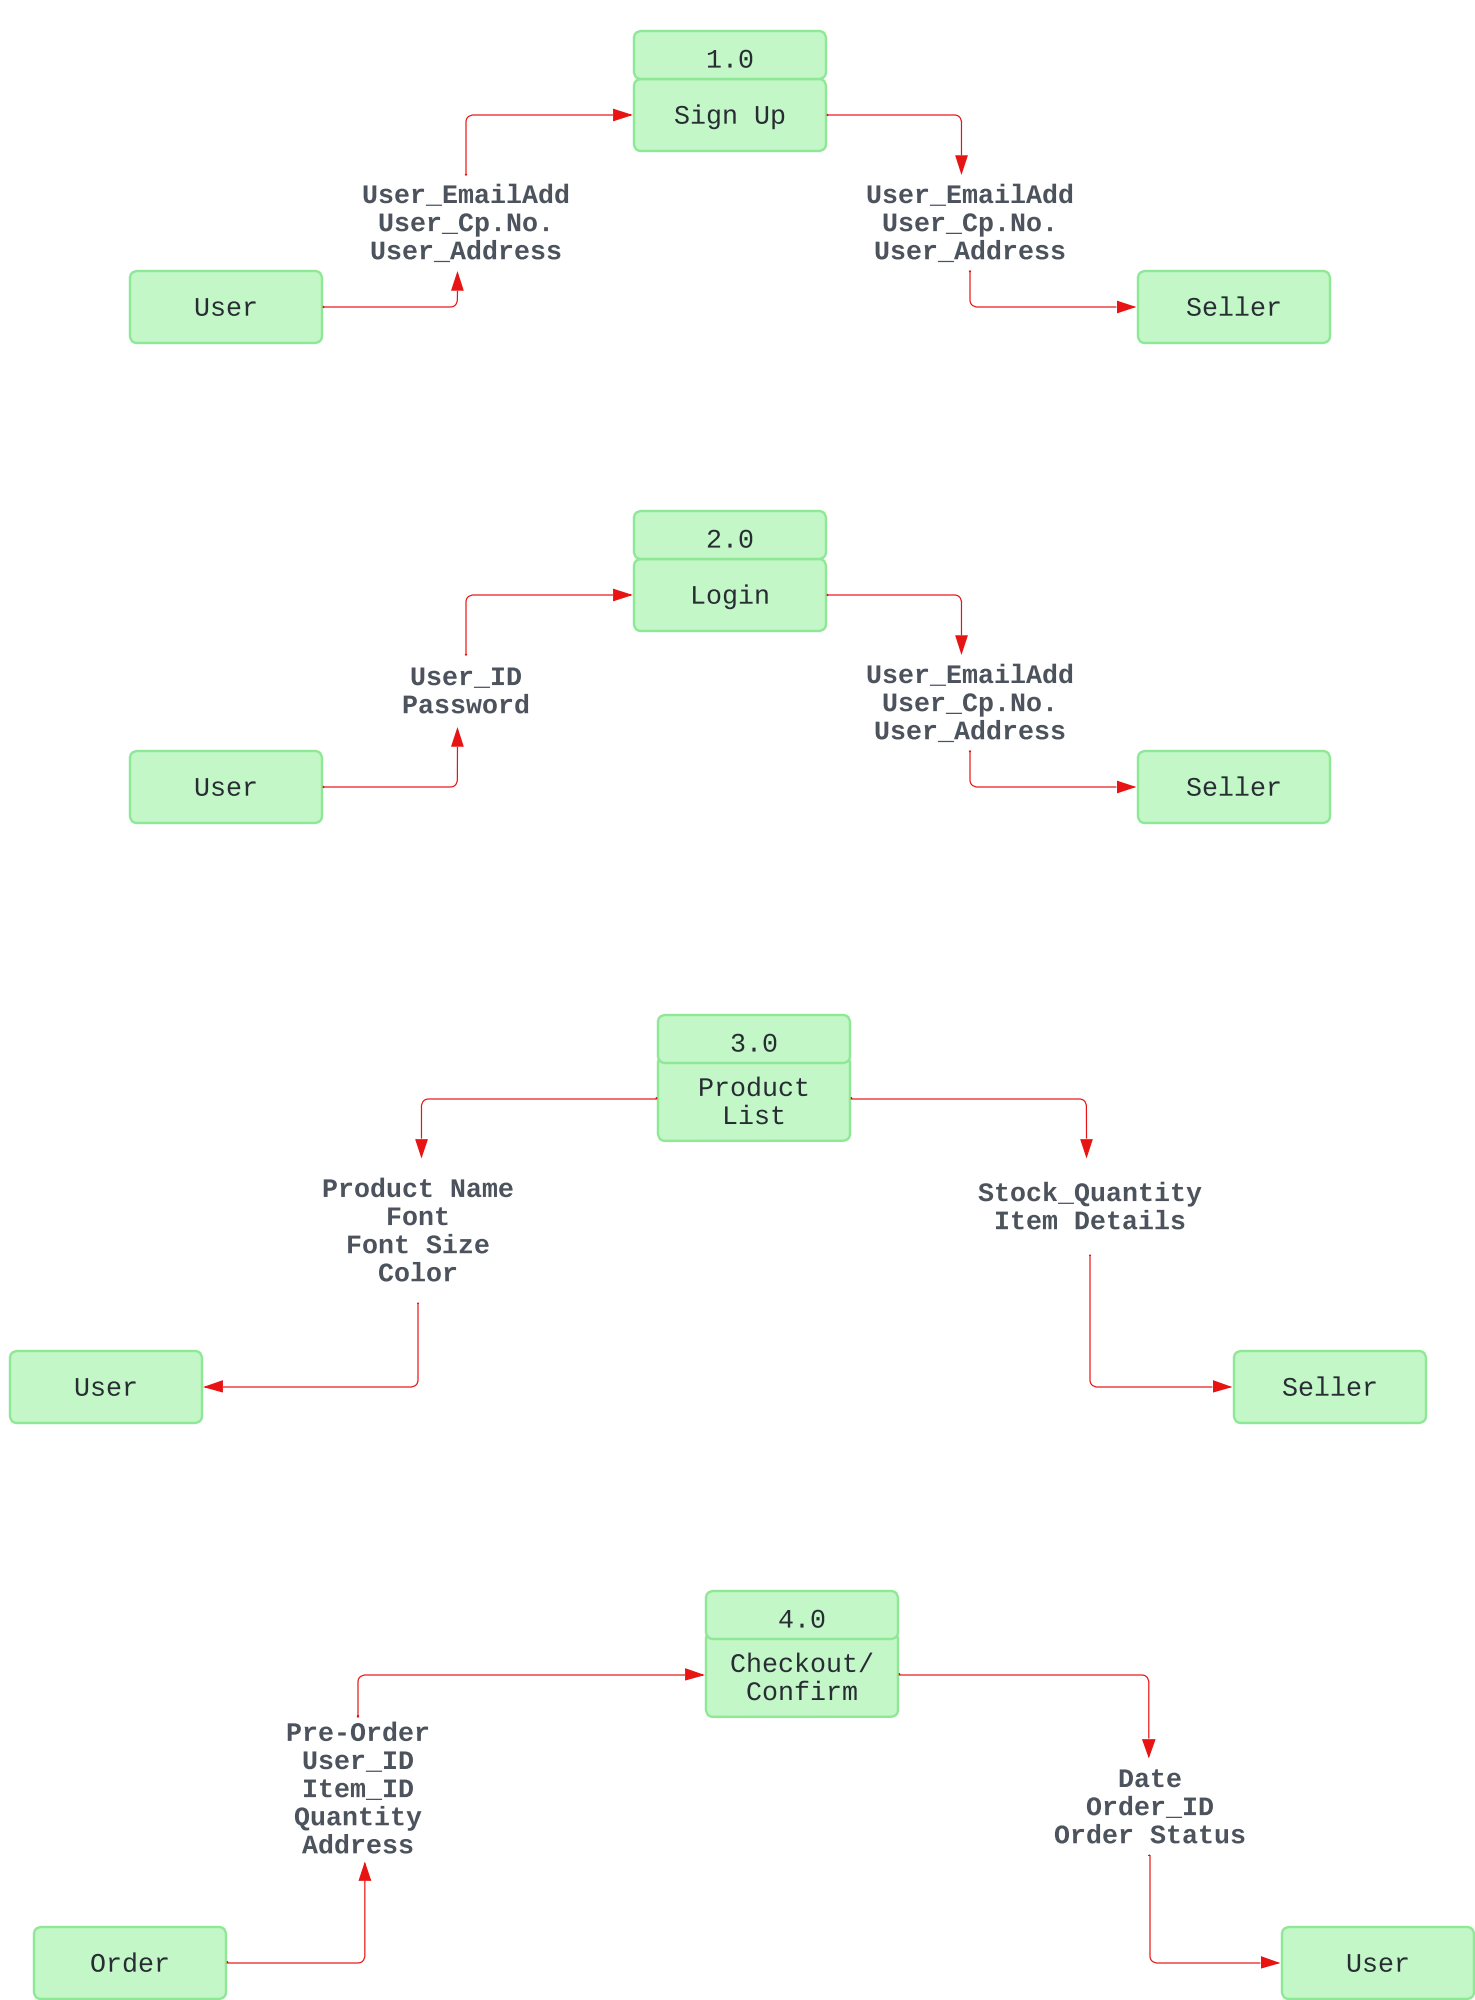 1.0
Sign Up
User_EmailAdd
User_Cp.No.
User_Address
User_EmailAdd
User_Cp.No.
User_Address
User
Seller
2.0
Login
User_ID
Password
User_EmailAdd
User_Cp.No.
User_Address
User
Seller
3.0
Product
List
Product Name
Font
Font Size
Color
Stock_Quantity
Item Details
User
Seller
4.0
Checkout/
Confirm
Pre-Order
User_ID
Item_ID
Quantity
Address
Date
Order_ID
Order Status
Order
User